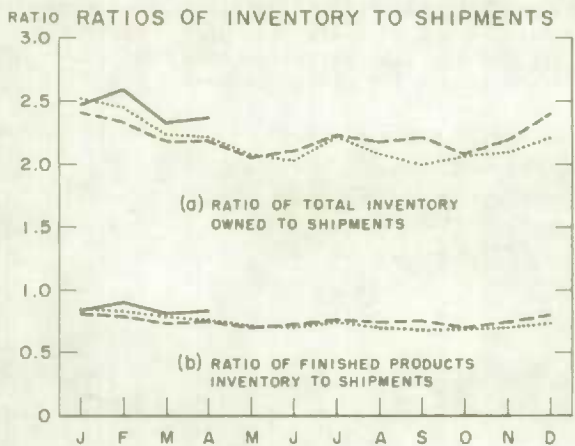 RATIO RATIOS OF INVENTORY TO SHIPMENTS
3.0
2.5
2.0
(a) RATIO OF TOTAL INVENTORY
OWNED TO SHIPMENTS
1.5
1.0
0.5
(b) RATIO OF FINISHED PRODUCTS
INVENTORY TO SHIPMENTS
0
J F M A M J J A S O N D